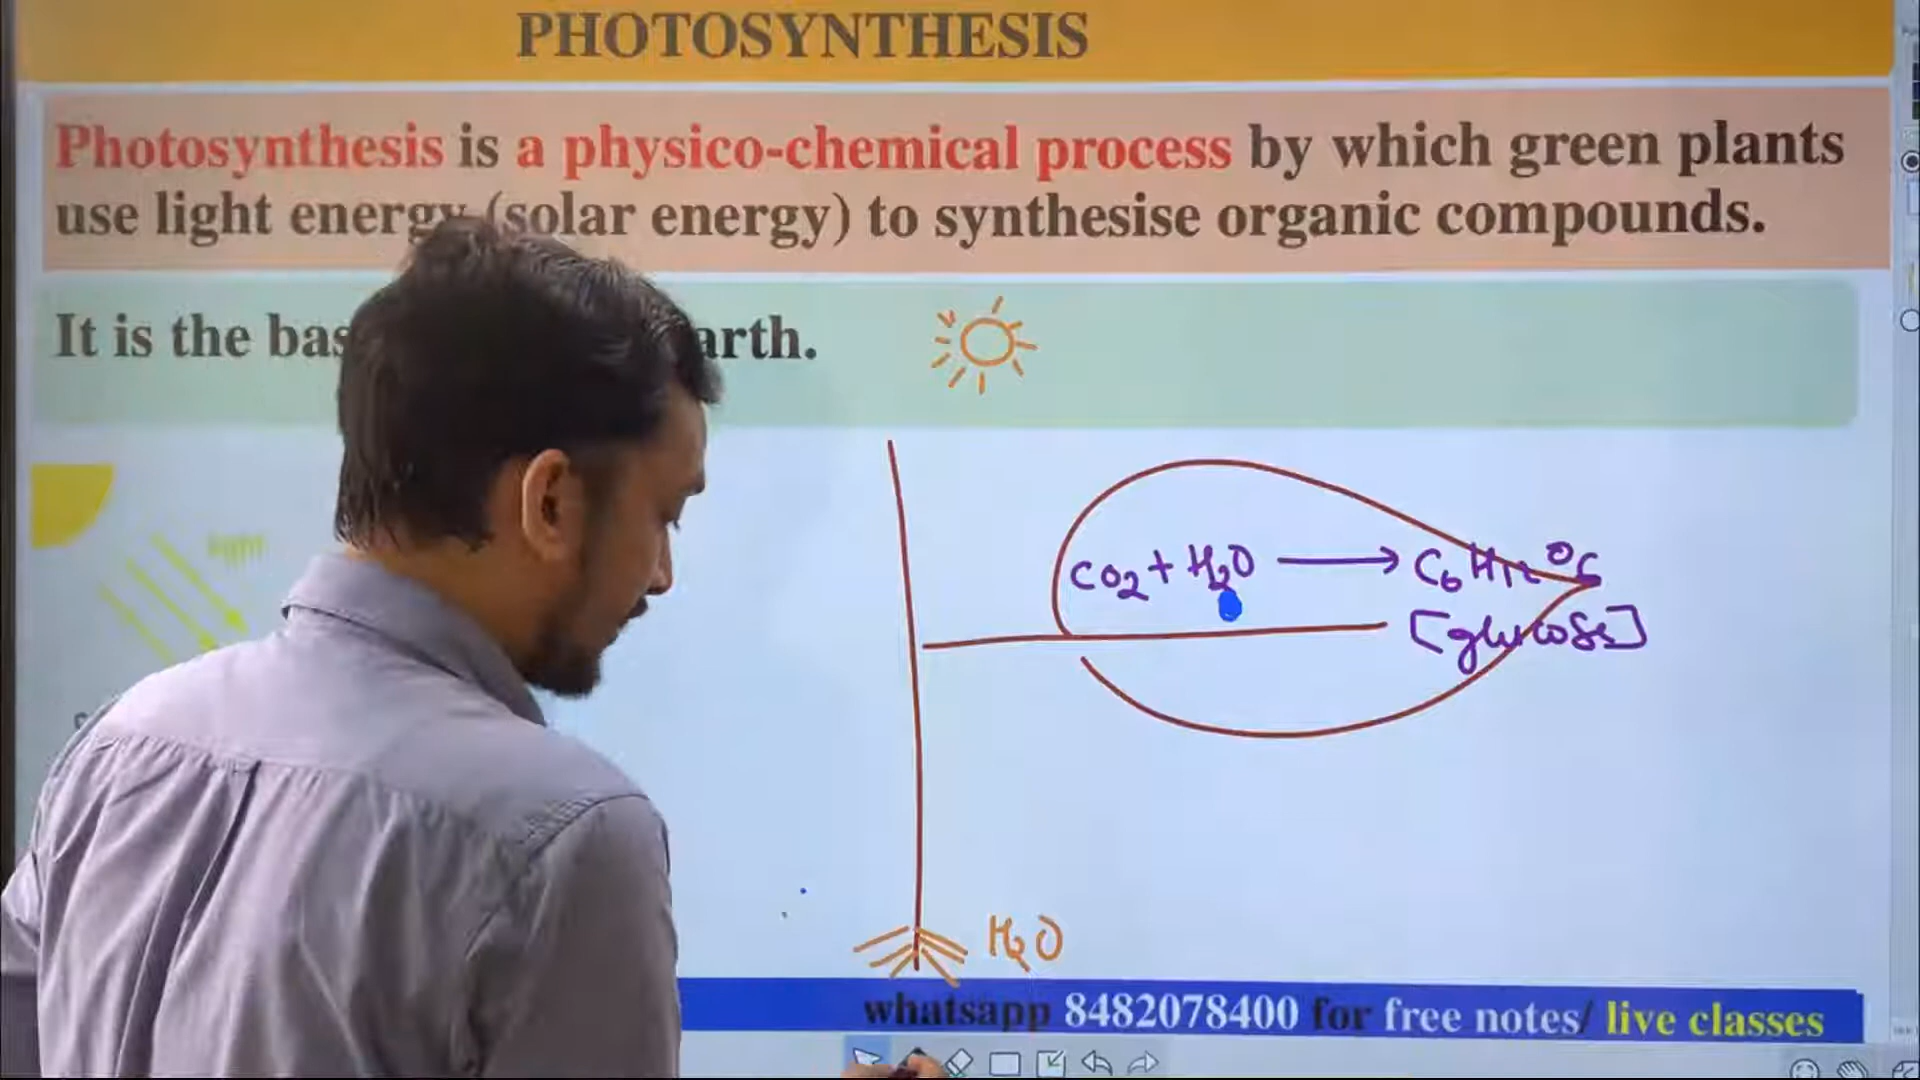 PHOTOSYNTHESIS
Photosynthesis is a physico-chemical process by which green plants
use light energy (solar energy) to synthesise organic compounds.
It is the bas arth.
light
CO2 + H2O → C6H12O6
[glucose]
H2O
whatsapp 8482078400 for free notes/ live classes